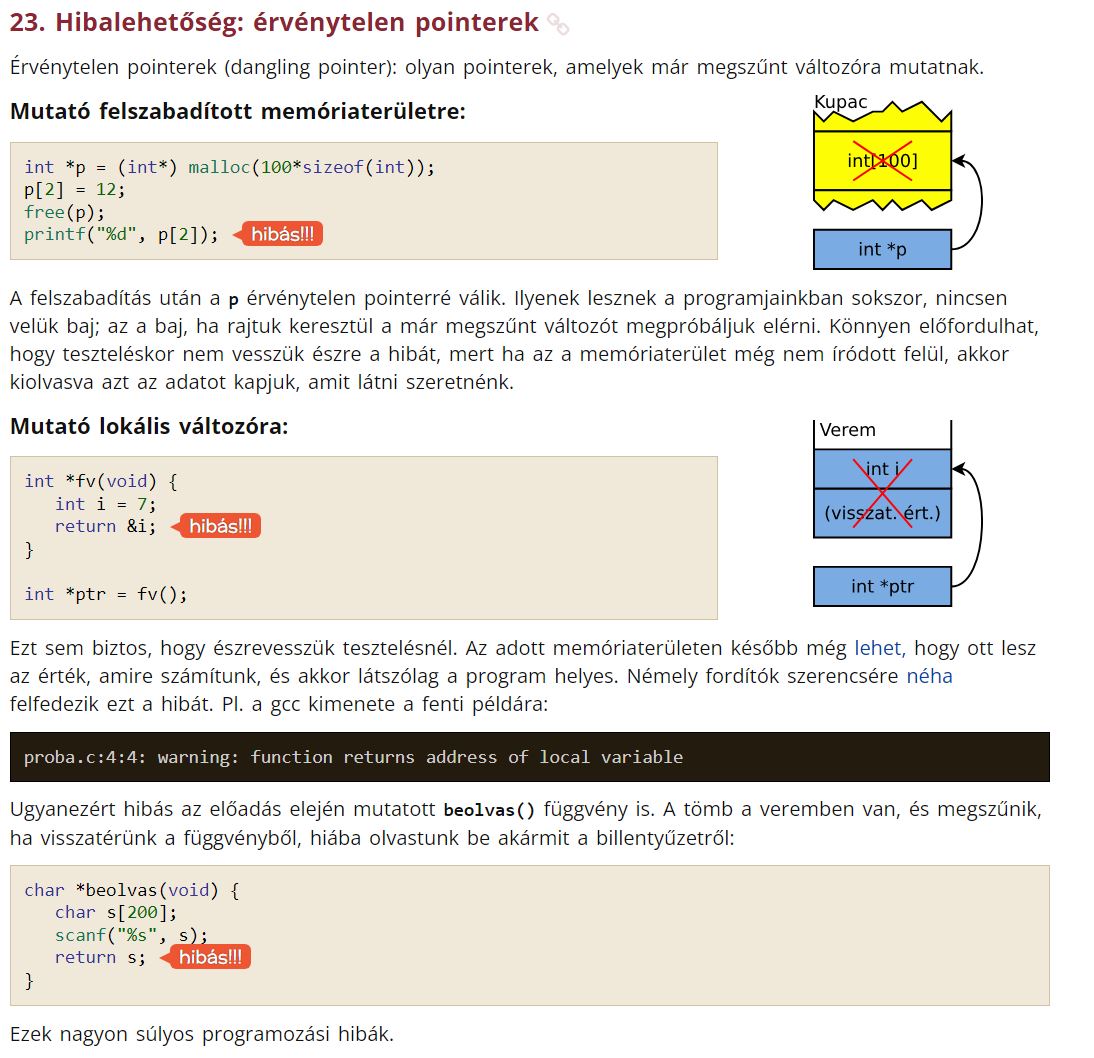 23. Hibalehetőség: érvénytelen pointerek
Érvénytelen pointerek (dangling pointer): olyan pointerek, amelyek már megszűnt változóra mutatnak.
Mutató felszabadított memóriaterületre:
int *p = (int*) malloc(100*sizeof(int));
p[2] = 12;
free(p);
printf("%d", p[2]); hibás!!!
Kupac
int[100]
int *p
A felszabadítás után a p érvénytelen pointerré válik. Ilyenek lesznek a programjainkban sokszor, nincsen
velük baj; az a baj, ha rajtuk keresztül a már megszűnt változót megpróbáljuk elérni. Könnyen előfordulhat,
hogy teszteléskor nem vesszük észre a hibát, mert ha az a memóriaterület még nem íródott felül, akkor
kiolvasva azt az adatot kapjuk, amit látni szeretnénk.
Mutató lokális változóra:
int *fv(void) {
   int i = 7;
   return &i; hibás!!!
}
int *ptr = fv();
Verem
int i
(visszat. ért.)
int *ptr
Ezt sem biztos, hogy észrevesszük tesztelésnél. Az adott memóriaterületen később még lehet, hogy ott lesz
az érték, amire számítunk, és akkor látszólag a program helyes. Némely fordítók szerencsére néha
felfedezik ezt a hibát. Pl. a gcc kimenete a fenti példára:
proba.c:4:4: warning: function returns address of local variable
Ugyanezért hibás az előadás elején mutatott beolvas() függvény is. A tömb a veremben van, és megszűnik,
ha visszatérünk a függvényből, hiába olvastunk be akármit a billentyűzetről:
char *beolvas(void) {
   char s[200];
   scanf("%s", s);
   return s; hibás!!!
}
Ezek nagyon súlyos programozási hibák.